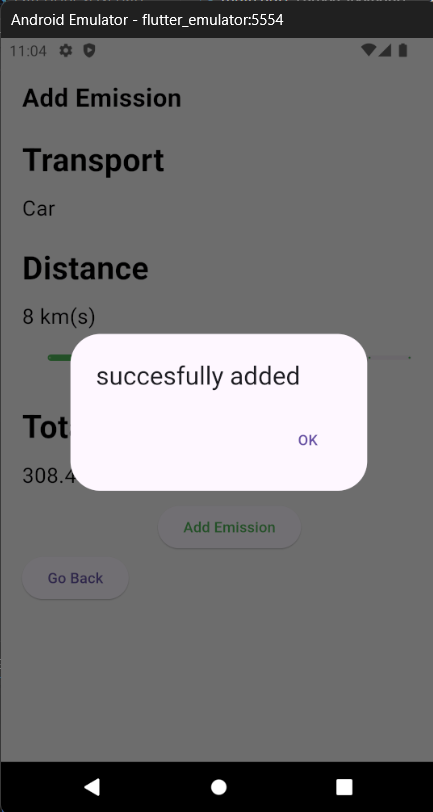 Android Emulator - flutter_emulator:5554
11:04
Add Emission
Transport
Car
Distance
8 km(s)
succesfully added
OK
308.4
Add Emission
Go Back